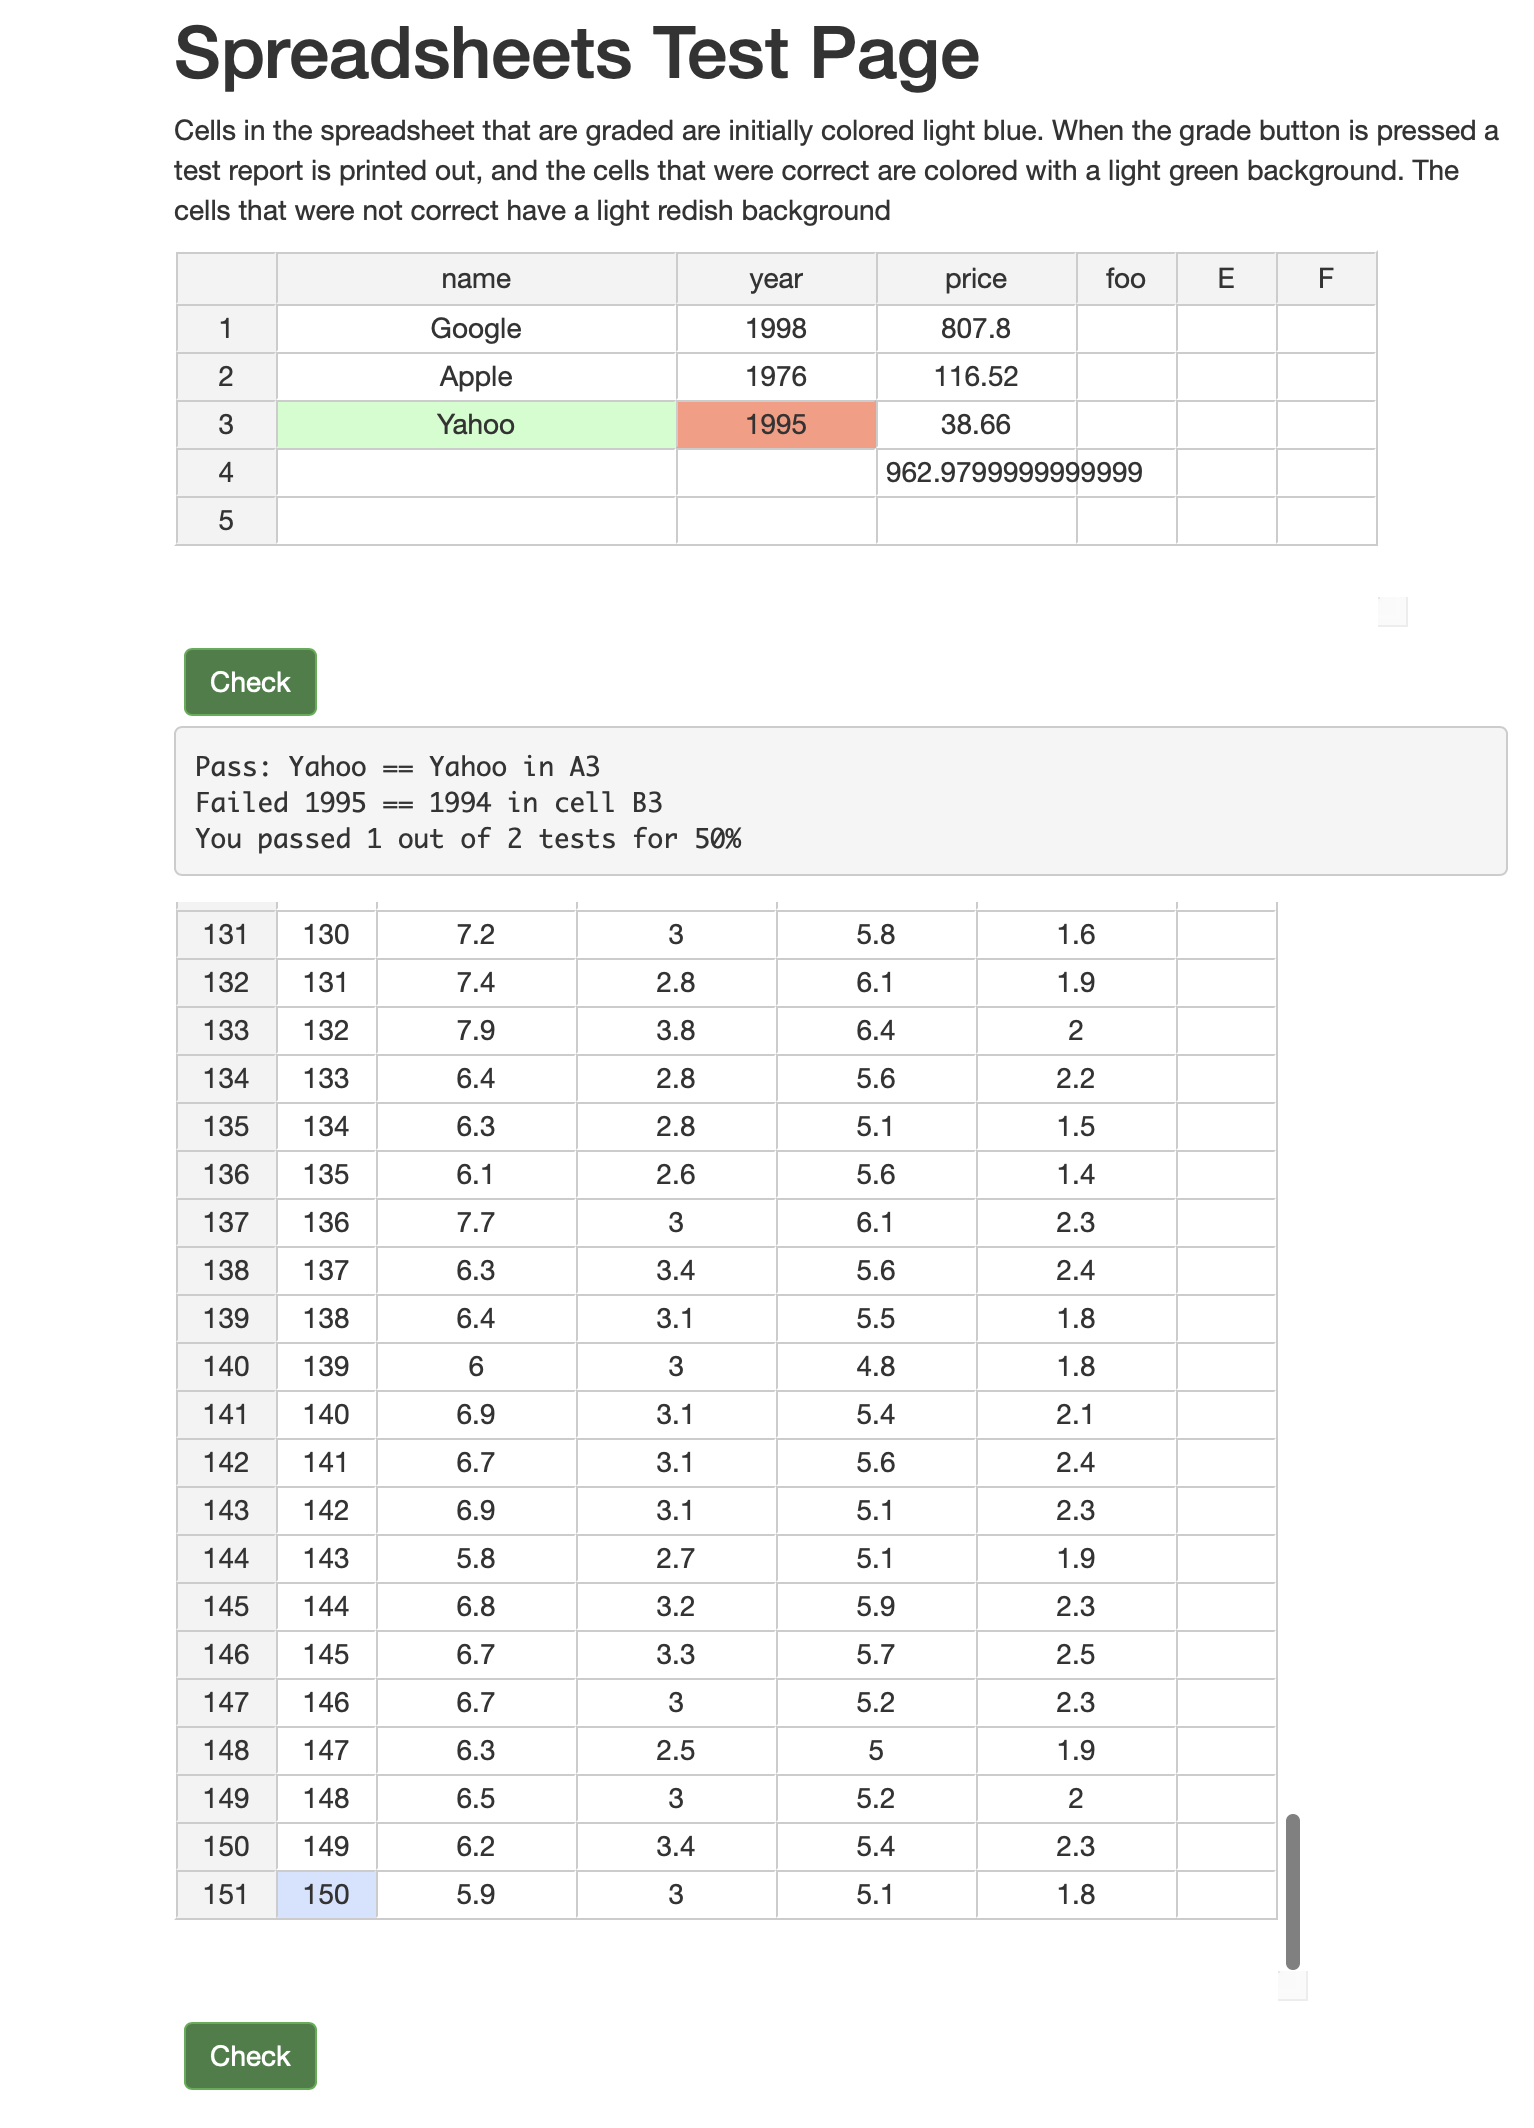 Spreadsheets Test Page
Cells in the spreadsheet that are graded are initially colored light blue. When the grade button is pressed a
test report is printed out, and the cells that were correct are colored with a light green background. The
cells that were not correct have a light redish background
name year price foo E F
1 Google 1998 807.8
2 Apple 1976 116.52
3 Yahoo 1995 38.66
4 962.9799999999999
5
Check
Pass: Yahoo == Yahoo in A3
Failed 1995 == 1994 in cell B3
You passed 1 out of 2 tests for 50%
131 130 7.2 3 5.8 1.6
132 131 7.4 2.8 6.1 1.9
133 132 7.9 3.8 6.4 2
134 133 6.4 2.8 5.6 2.2
135 134 6.3 2.8 5.1 1.5
136 135 6.1 2.6 5.6 1.4
137 136 7.7 3 6.1 2.3
138 137 6.3 3.4 5.6 2.4
139 138 6.4 3.1 5.5 1.8
140 139 6 3 4.8 1.8
141 140 6.9 3.1 5.4 2.1
142 141 6.7 3.1 5.6 2.4
143 142 6.9 3.1 5.1 2.3
144 143 5.8 2.7 5.1 1.9
145 144 6.8 3.2 5.9 2.3
146 145 6.7 3.3 5.7 2.5
147 146 6.7 3 5.2 2.3
148 147 6.3 2.5 5 1.9
149 148 6.5 3 5.2 2
150 149 6.2 3.4 5.4 2.3
151 150 5.9 3 5.1 1.8
Check